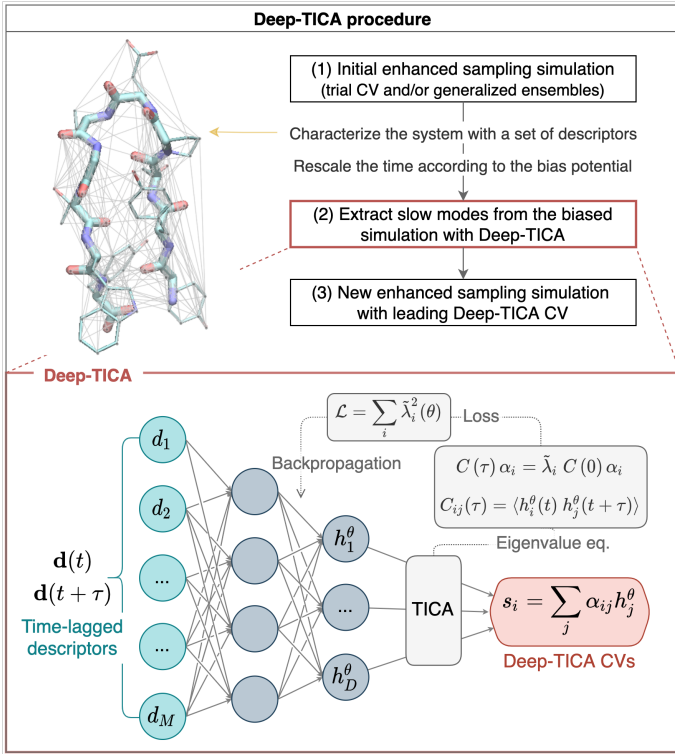 Deep-TICA procedure
(1) Initial enhanced sampling simulation
(trial CV and/or generalized ensembles)
Characterize the system with a set of descriptors
Rescale the time according to the bias potential
(2) Extract slow modes from the biased
simulation with Deep-TICA
(3) New enhanced sampling simulation
with leading Deep-TICA CV
Deep-TICA
ℒ = ∑_i λ̃_i^2(θ)
Loss
Backpropagation
C(τ) α_i = λ̃_i C(0) α_i
C_{ij}(τ) = ⟨h_i^θ(t) h_j^θ(t + τ)⟩
Eigenvalue eq.
d(t)
d(t + τ)
Time-lagged
descriptors
d_1
d_2
...
...
d_M
h_1^θ
...
h_D^θ
TICA
s_i = ∑_j α_{ij} h_j^θ
Deep-TICA CVs